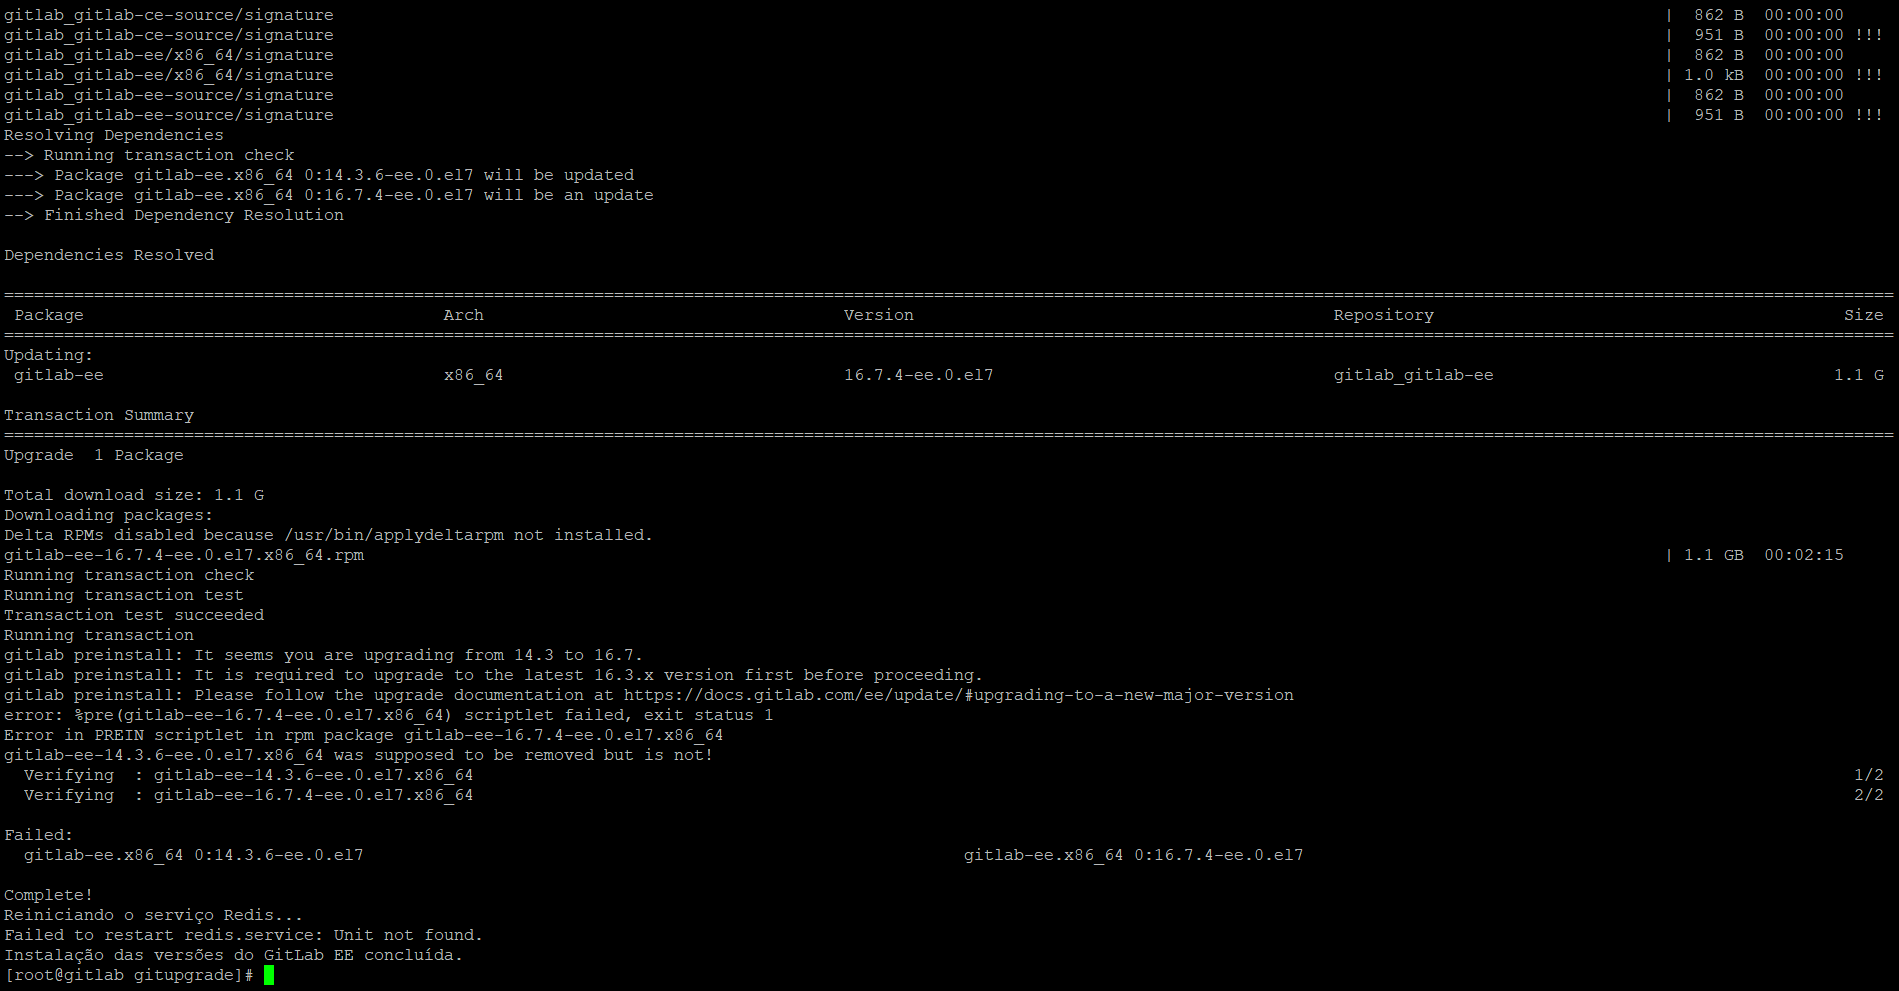 gitlab_gitlab-ce-source/signature | 862 B 00:00:00
gitlab_gitlab-ce-source/signature | 951 B 00:00:00 !!!
gitlab_gitlab-ee/x86_64/signature | 862 B 00:00:00
gitlab_gitlab-ee/x86_64/signature | 1.0 kB 00:00:00 !!!
gitlab_gitlab-ee-source/signature | 862 B 00:00:00
gitlab_gitlab-ee-source/signature | 951 B 00:00:00 !!!
Resolving Dependencies
--> Running transaction check
---> Package gitlab-ee.x86_64 0:14.3.6-ee.0.el7 will be updated
---> Package gitlab-ee.x86_64 0:16.7.4-ee.0.el7 will be an update
--> Finished Dependency Resolution
Dependencies Resolved
Package Arch Version Repository Size
Updating:
gitlab-ee x86_64 16.7.4-ee.0.el7 gitlab_gitlab-ee 1.1 G
Transaction Summary
Upgrade 1 Package
Total download size: 1.1 G
Downloading packages:
Delta RPMs disabled because /usr/bin/applydeltarpm not installed.
gitlab-ee-16.7.4-ee.0.el7.x86_64.rpm | 1.1 GB 00:02:15
Running transaction check
Running transaction test
Transaction test succeeded
Running transaction
gitlab preinstall: It seems you are upgrading from 14.3 to 16.7.
gitlab preinstall: It is required to upgrade to the latest 16.3.x version first before proceeding.
gitlab preinstall: Please follow the upgrade documentation at https://docs.gitlab.com/ee/update/#upgrading-to-a-new-major-version
error: %pre(gitlab-ee-16.7.4-ee.0.el7.x86_64) scriptlet failed, exit status 1
Error in PREIN scriptlet in rpm package gitlab-ee-16.7.4-ee.0.el7.x86_64
gitlab-ee-14.3.6-ee.0.el7.x86_64 was supposed to be removed but is not!
Verifying : gitlab-ee-14.3.6-ee.0.el7.x86_64 1/2
Verifying : gitlab-ee-16.7.4-ee.0.el7.x86_64 2/2
Failed:
gitlab-ee.x86_64 0:14.3.6-ee.0.el7 gitlab-ee.x86_64 0:16.7.4-ee.0.el7
Complete!
Reiniciando o serviço Redis...
Failed to restart redis.service: Unit not found.
Instalação das versões do GitLab EE concluída.
[root@gitlab gitupgrade]#